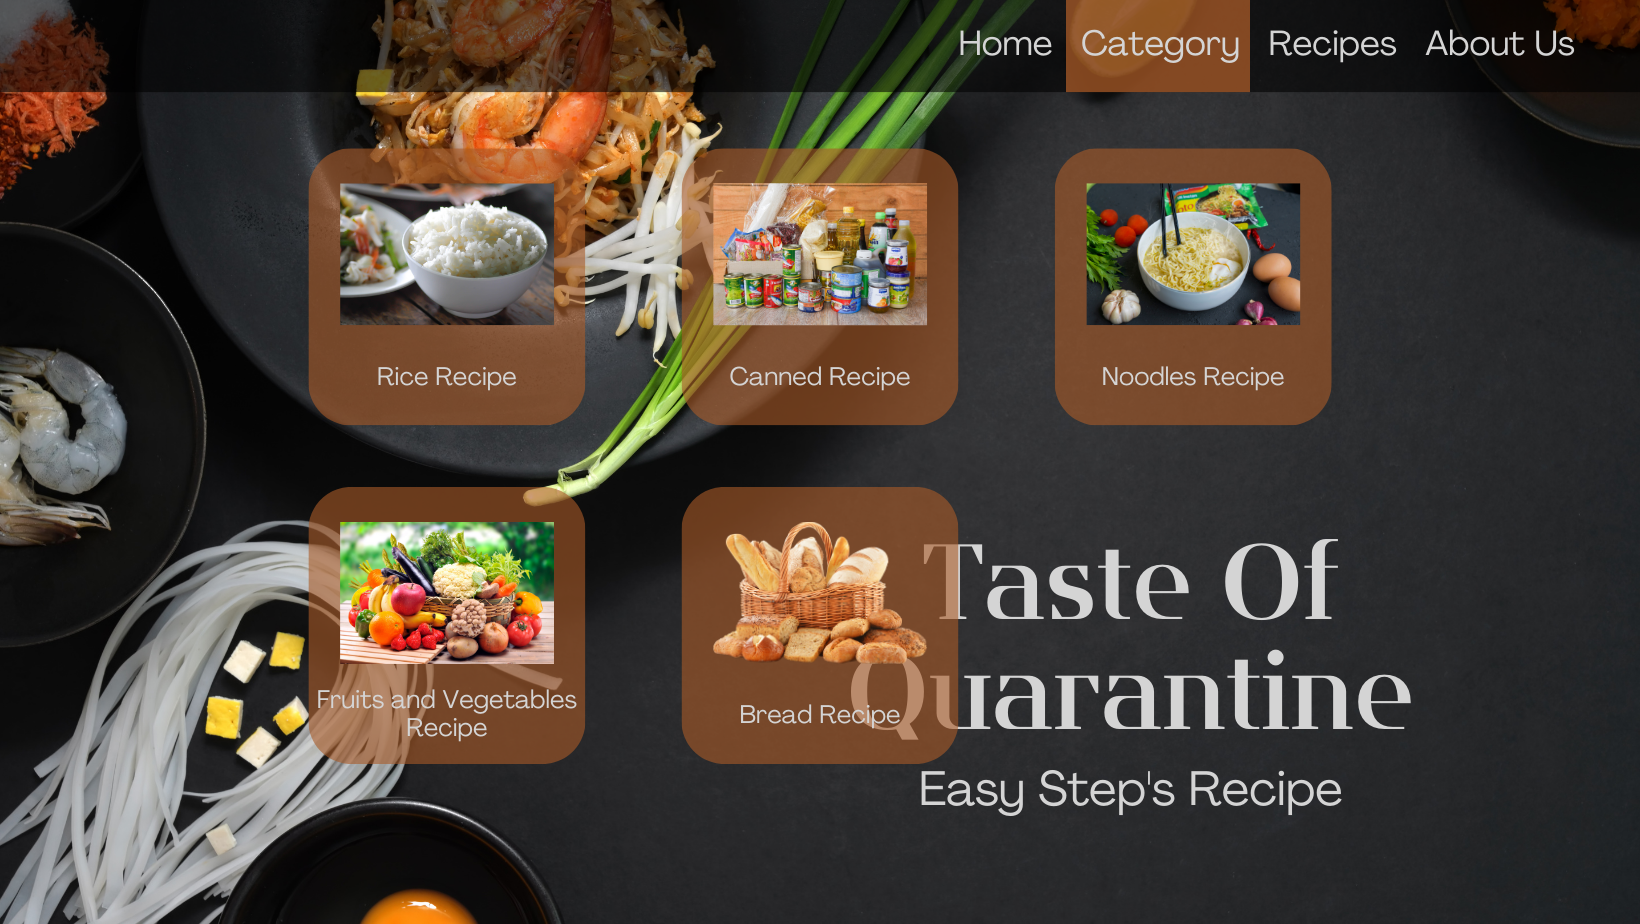 Home
Category
Recipes
About Us
Rice Recipe
Canned Recipe
Noodles Recipe
Fruits and Vegetables
Recipe
Bread Recipe
Taste Of
Quarantine
Easy Step's Recipe